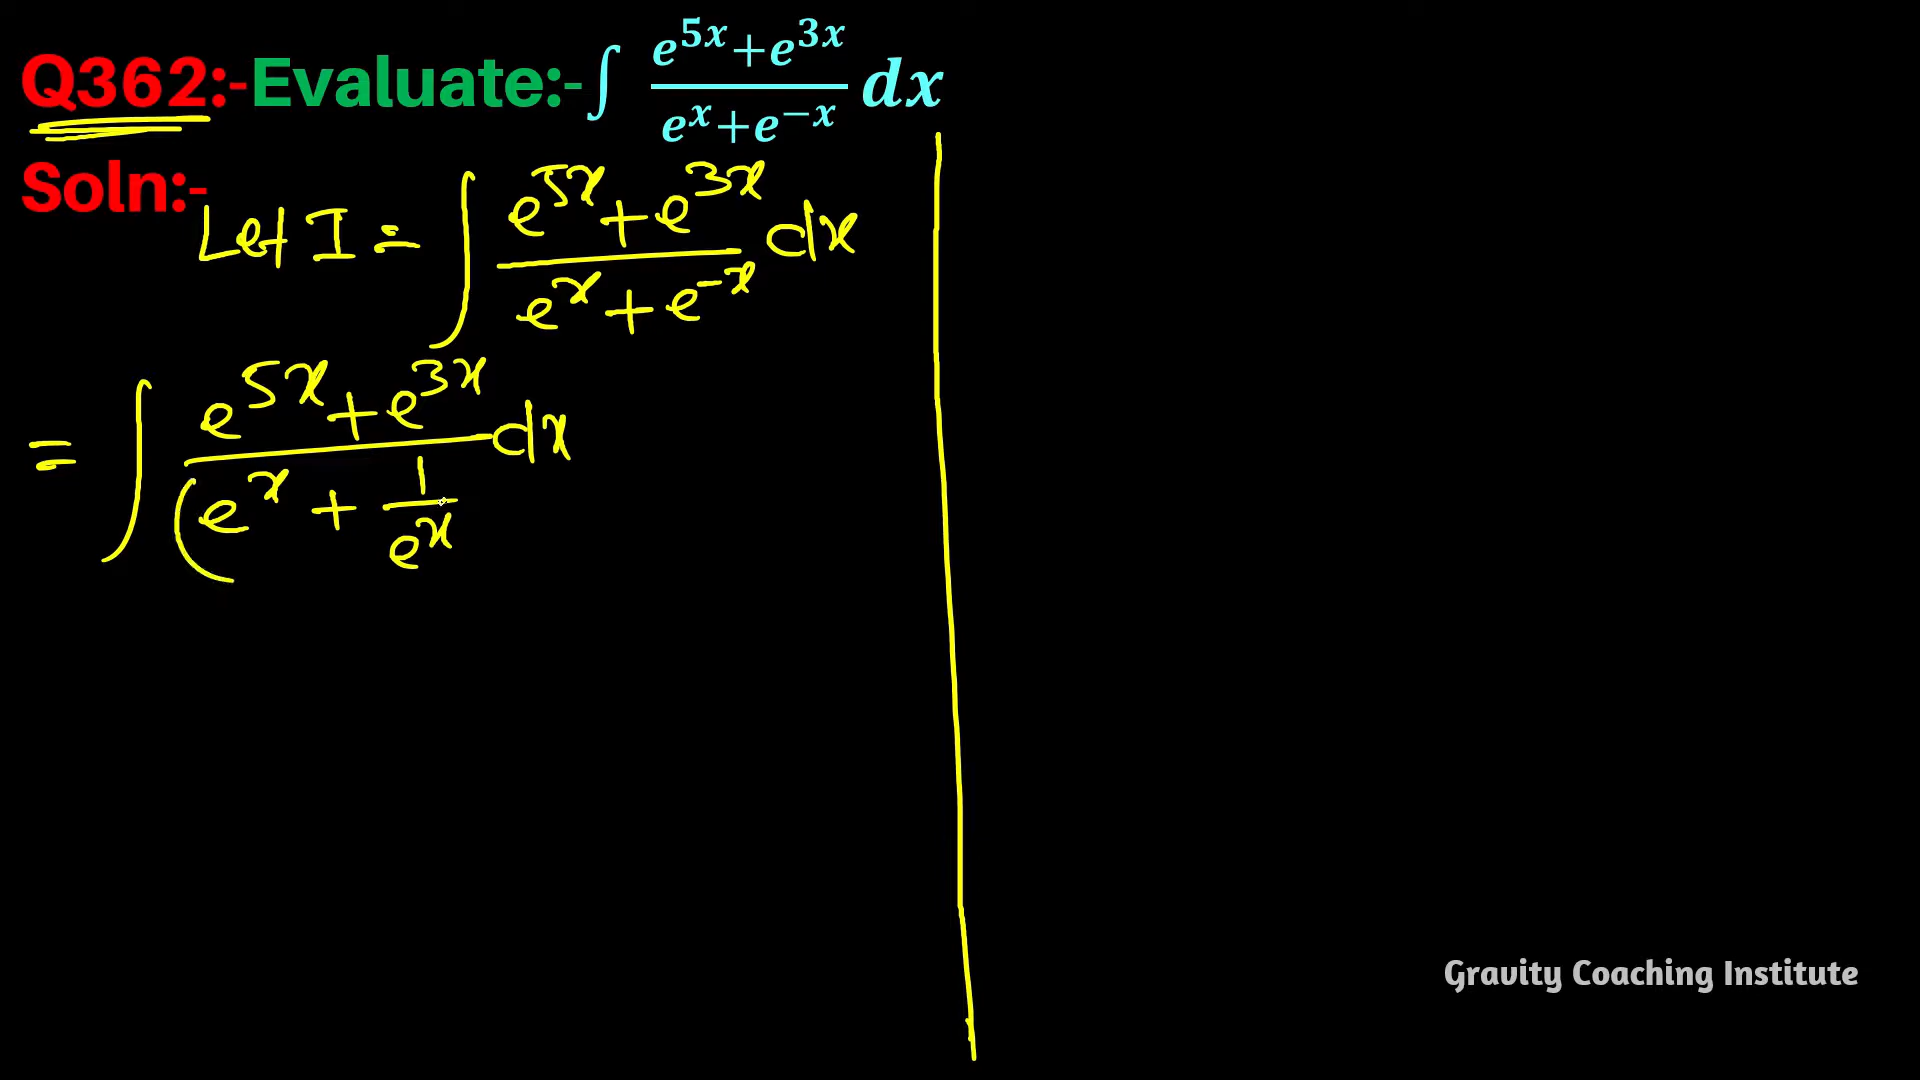 Q362:-Evaluate:-∫ (e^{5x}+e^{3x})/(e^x+e^{-x}) dx
Soln:-
Let I = ∫ (e^{5x}+e^{3x})/(e^x+e^{-x}) dx
= ∫ (e^{5x}+e^{3x})/(e^x + 1/e^x dx
Gravity Coaching Institute